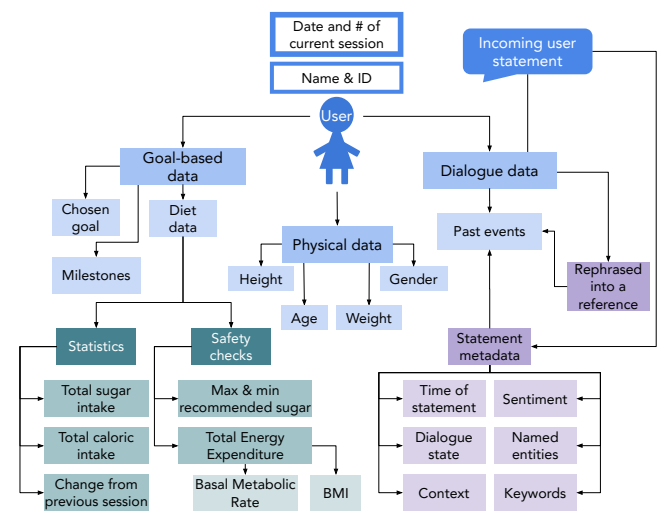 Date and # of
current session
Name & ID
Incoming user
statement
User
Goal-based
data
Dialogue data
Chosen
goal
Diet
data
Milestones
Physical data
Past events
Height
Gender
Age
Weight
Rephrased
into a
reference
Statistics
Safety
checks
Statement
metadata
Total sugar
intake
Max & min
recommended sugar
Time of
statement
Sentiment
Total caloric
intake
Total Energy
Expenditure
Dialogue
state
Named
entities
Change from
previous session
Basal Metabolic
Rate
BMI
Context
Keywords